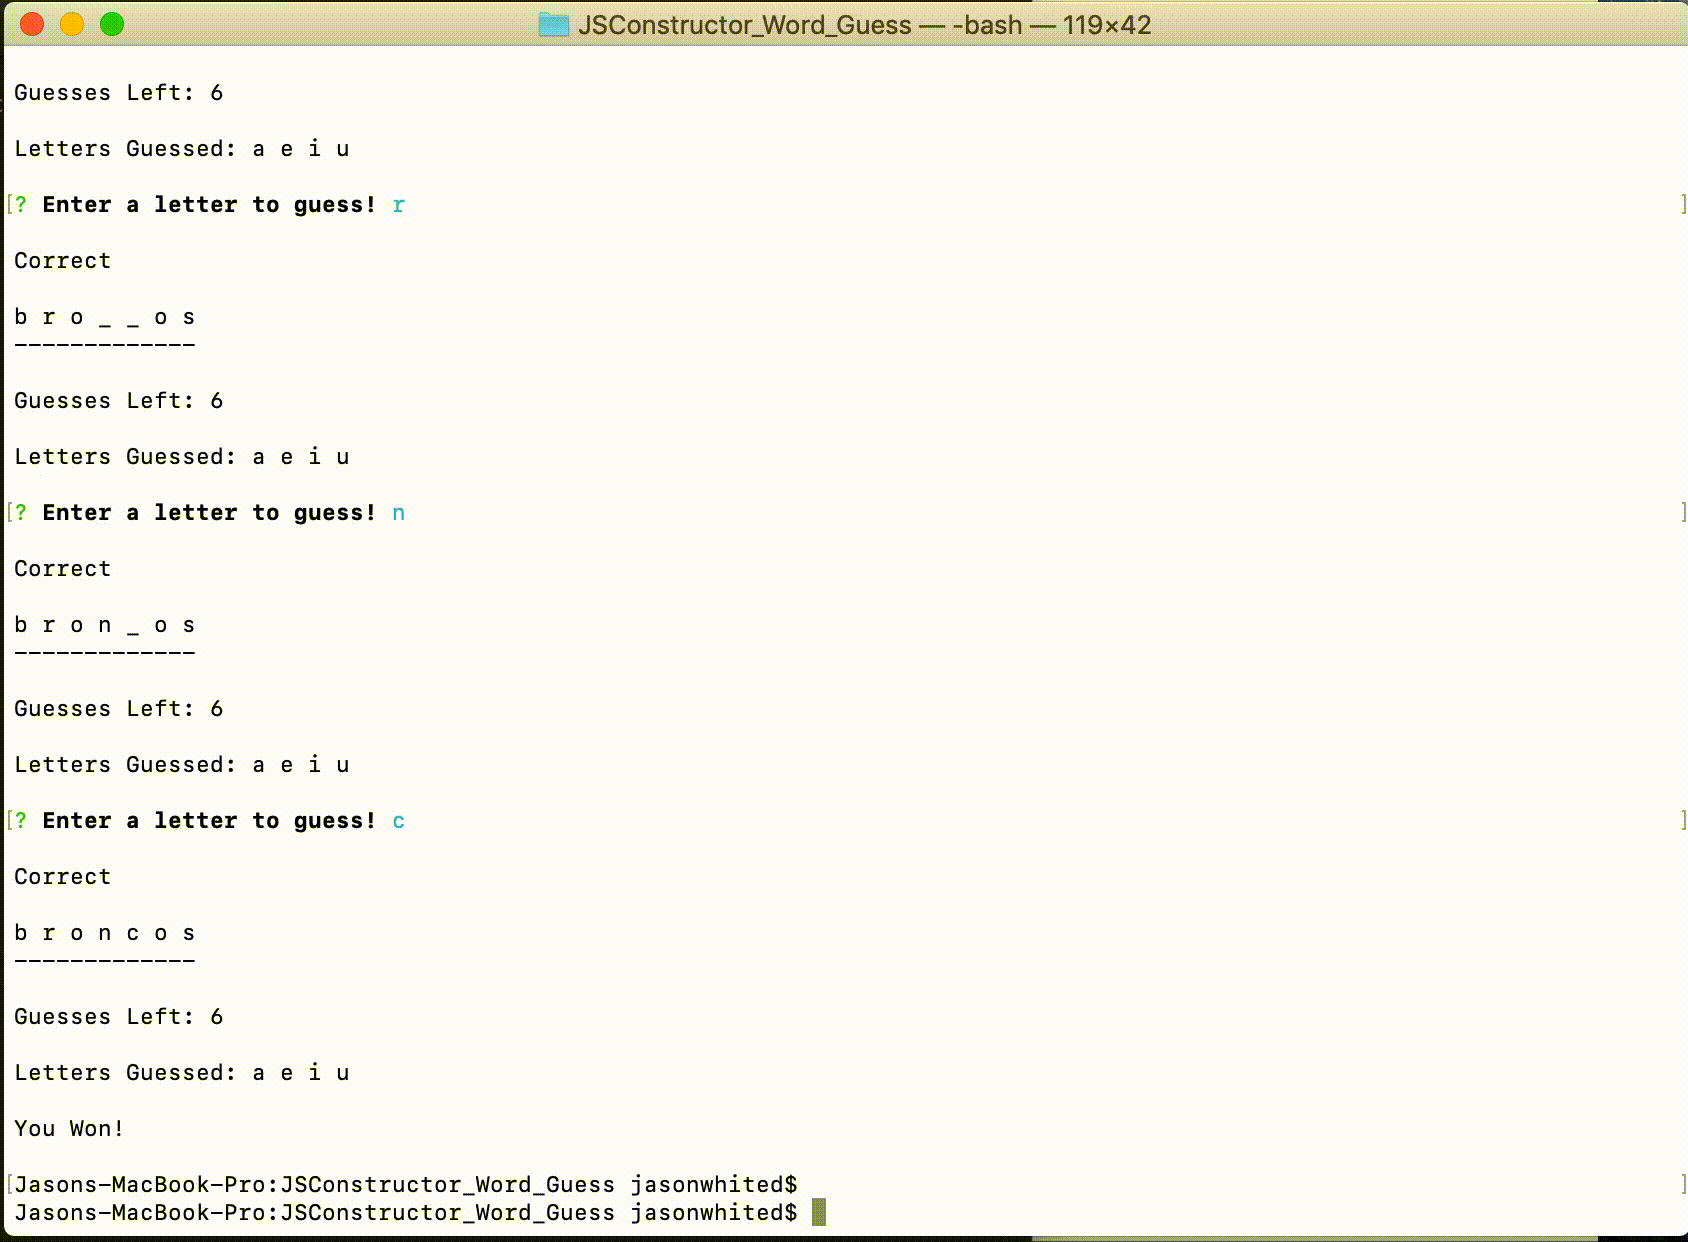 JSConstructor_Word_Guess — -bash — 119×42
Guesses Left: 6
Letters Guessed: a e i u
[? Enter a letter to guess! r ]
Correct
b r o _ _ o s
-------------
Guesses Left: 6
Letters Guessed: a e i u
[? Enter a letter to guess! n ]
Correct
b r o n _ o s
-------------
Guesses Left: 6
Letters Guessed: a e i u
[? Enter a letter to guess! c ]
Correct
b r o n c o s
-------------
Guesses Left: 6
Letters Guessed: a e i u
You Won!
[Jasons-MacBook-Pro:JSConstructor_Word_Guess jasonwhited$ ]
Jasons-MacBook-Pro:JSConstructor_Word_Guess jasonwhited$